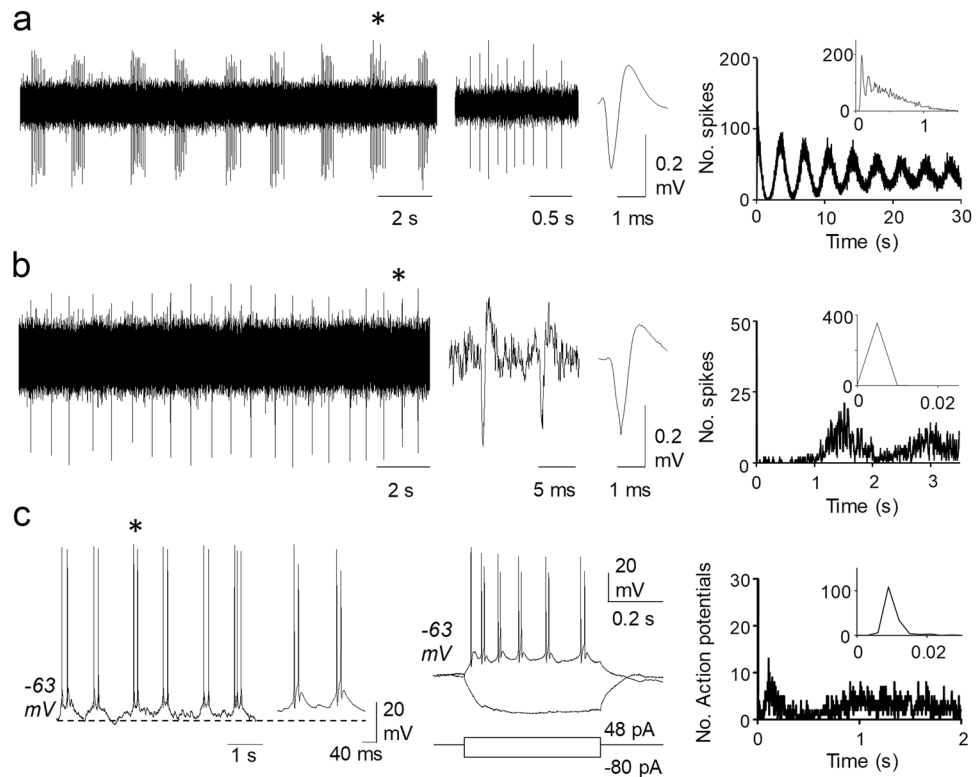 a
*
2 s
0.5 s
0.2
mV
1 ms
No. spikes
200
100
0
0
10
20
30
Time (s)
200
0
0
1
b
*
2 s
5 ms
0.2
mV
1 ms
No. spikes
50
25
0
0
1
2
3
Time (s)
400
0
0
0.02
c
*
-63
mV
1 s
40 ms
20
mV
-63
mV
20
mV
0.2 s
48 pA
-80 pA
No. Action potentials
30
20
10
0
0
1
2
Time (s)
100
0
0
0.02